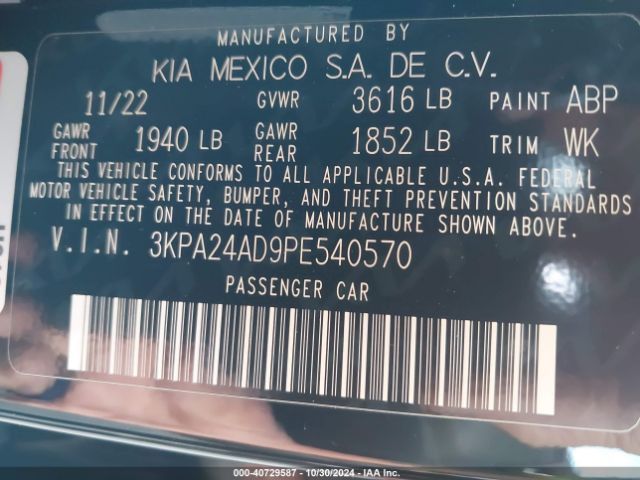 MANUFACTURED BY
KIA MEXICO S.A. DE C.V.
11/22 GVWR 3616 LB PAINT ABP
GAWR FRONT 1940 LB GAWR REAR 1852 LB TRIM WK
THIS VEHICLE CONFORMS TO ALL APPLICABLE U.S.A. FEDERAL
MOTOR VEHICLE SAFETY, BUMPER, AND THEFT PREVENTION STANDARDS
IN EFFECT ON THE DATE OF MANUFACTURE SHOWN ABOVE.
V.I.N. 3KPA24AD9PE540570
PASSENGER CAR
000-40729587 - 10/30/2024 - IAA Inc.